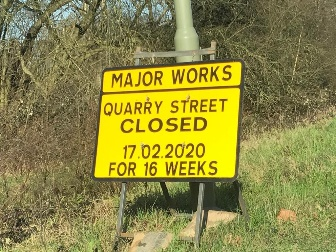 MAJOR WORKS
QUARRY STREET
CLOSED
17.02.2020
FOR 16 WEEKS